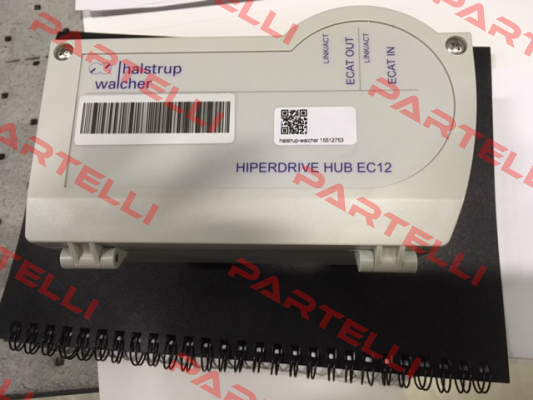 halstrup
walcher
LINK/ACT
ECAT OUT
LINK/ACT
ECAT IN
halstrup-walcher 15512753
HIPERDRIVE HUB EC12
PARTELLI
PARTELLI
PARTELLI
PARTELLI
PARTELLI
PARTELLI